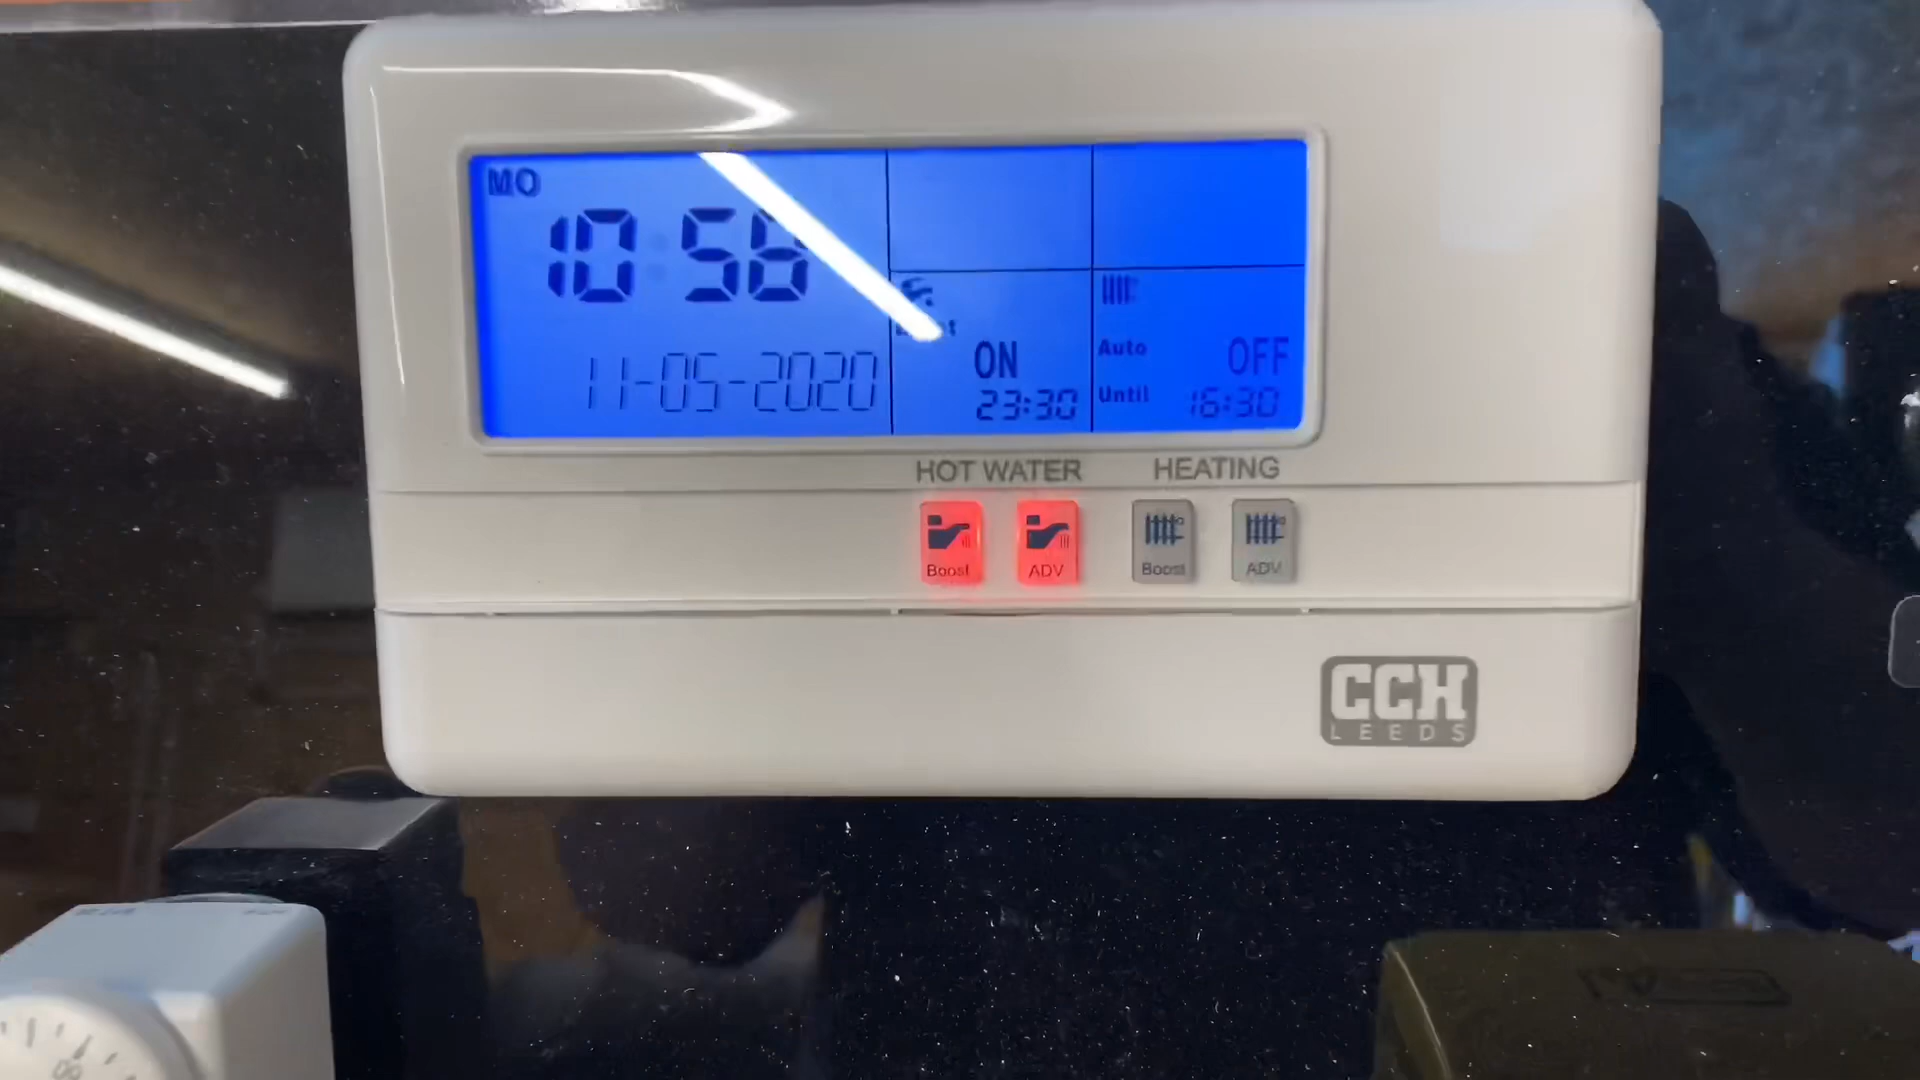 MO
10:56
11-05-2020
ON
23:30
Auto
OFF
Until
16:30
HOT WATER
HEATING
Boost
ADV
Boost
ADV
CCH
LEEDS